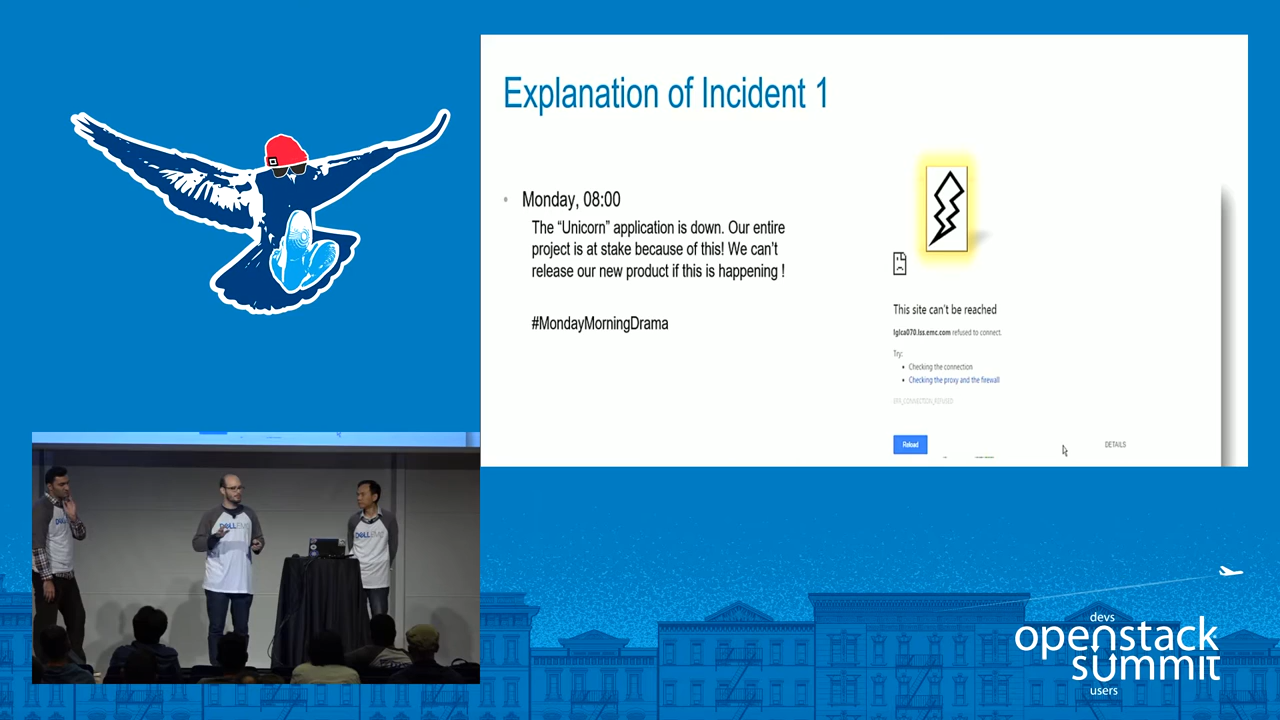 Explanation of Incident 1
Monday, 08:00
The “Unicorn” application is down. Our entire
project is at stake because of this! We can’t
release our new product if this is happening !
#MondayMorningDrama
This site can’t be reached
lglca070.lss.emc.com refused to connect.
Try:
Checking the connection
Checking the proxy and the firewall
ERR_CONNECTION_REFUSED
Reload
DETAILS
DELLEMC
DELLEMC
devs
openstack
summit
users